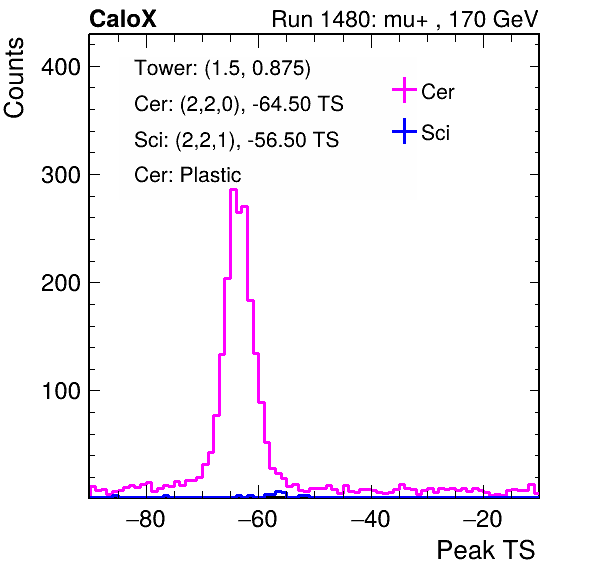 CaloX Run 1480: mu+ , 170 GeV
Counts
Tower: (1.5, 0.875)
Cer: (2,2,0), -64.50 TS
Sci: (2,2,1), -56.50 TS
Cer: Plastic
Cer
Sci
400
300
200
100
−80 −60 −40 −20
Peak TS